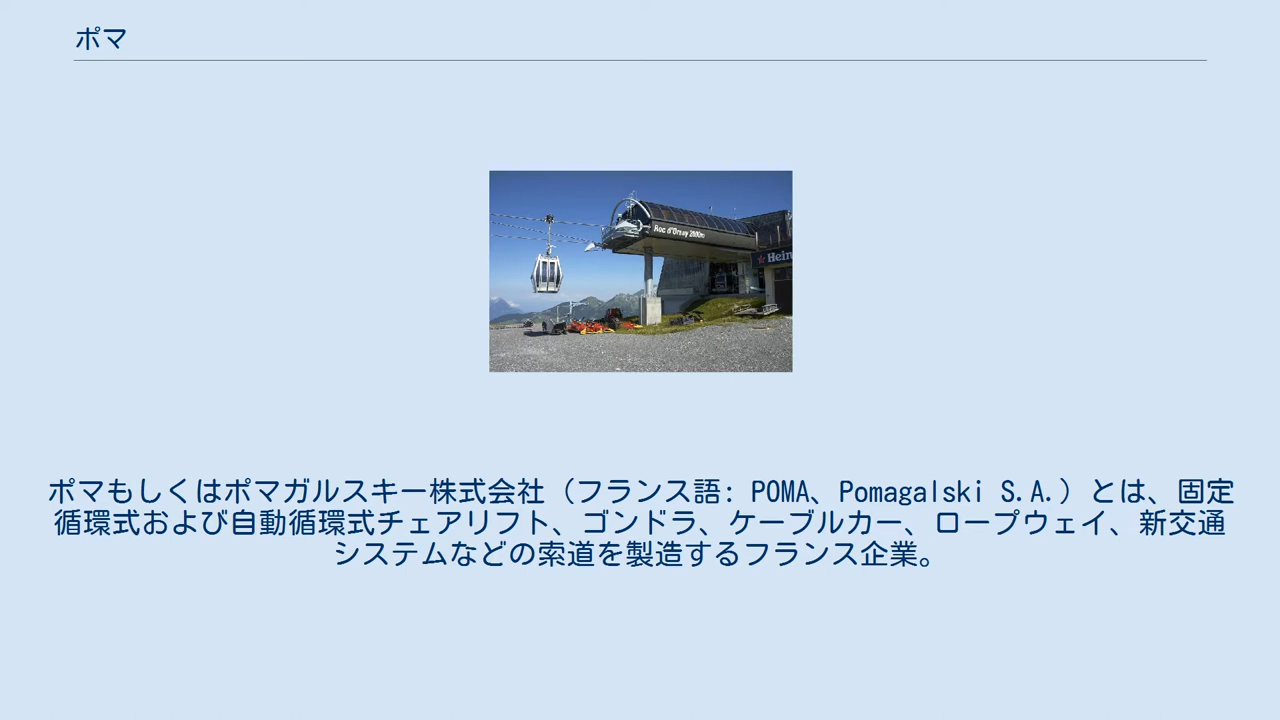 ポマ
Roc d'Orsay 2000m
Hein
ポマもしくはポマガルスキー株式会社（フランス語: POMA、Pomagalski S.A.）とは、固定
循環式および自動循環式チェアリフト、ゴンドラ、ケーブルカー、ロープウェイ、新交通
システムなどの索道を製造するフランス企業。